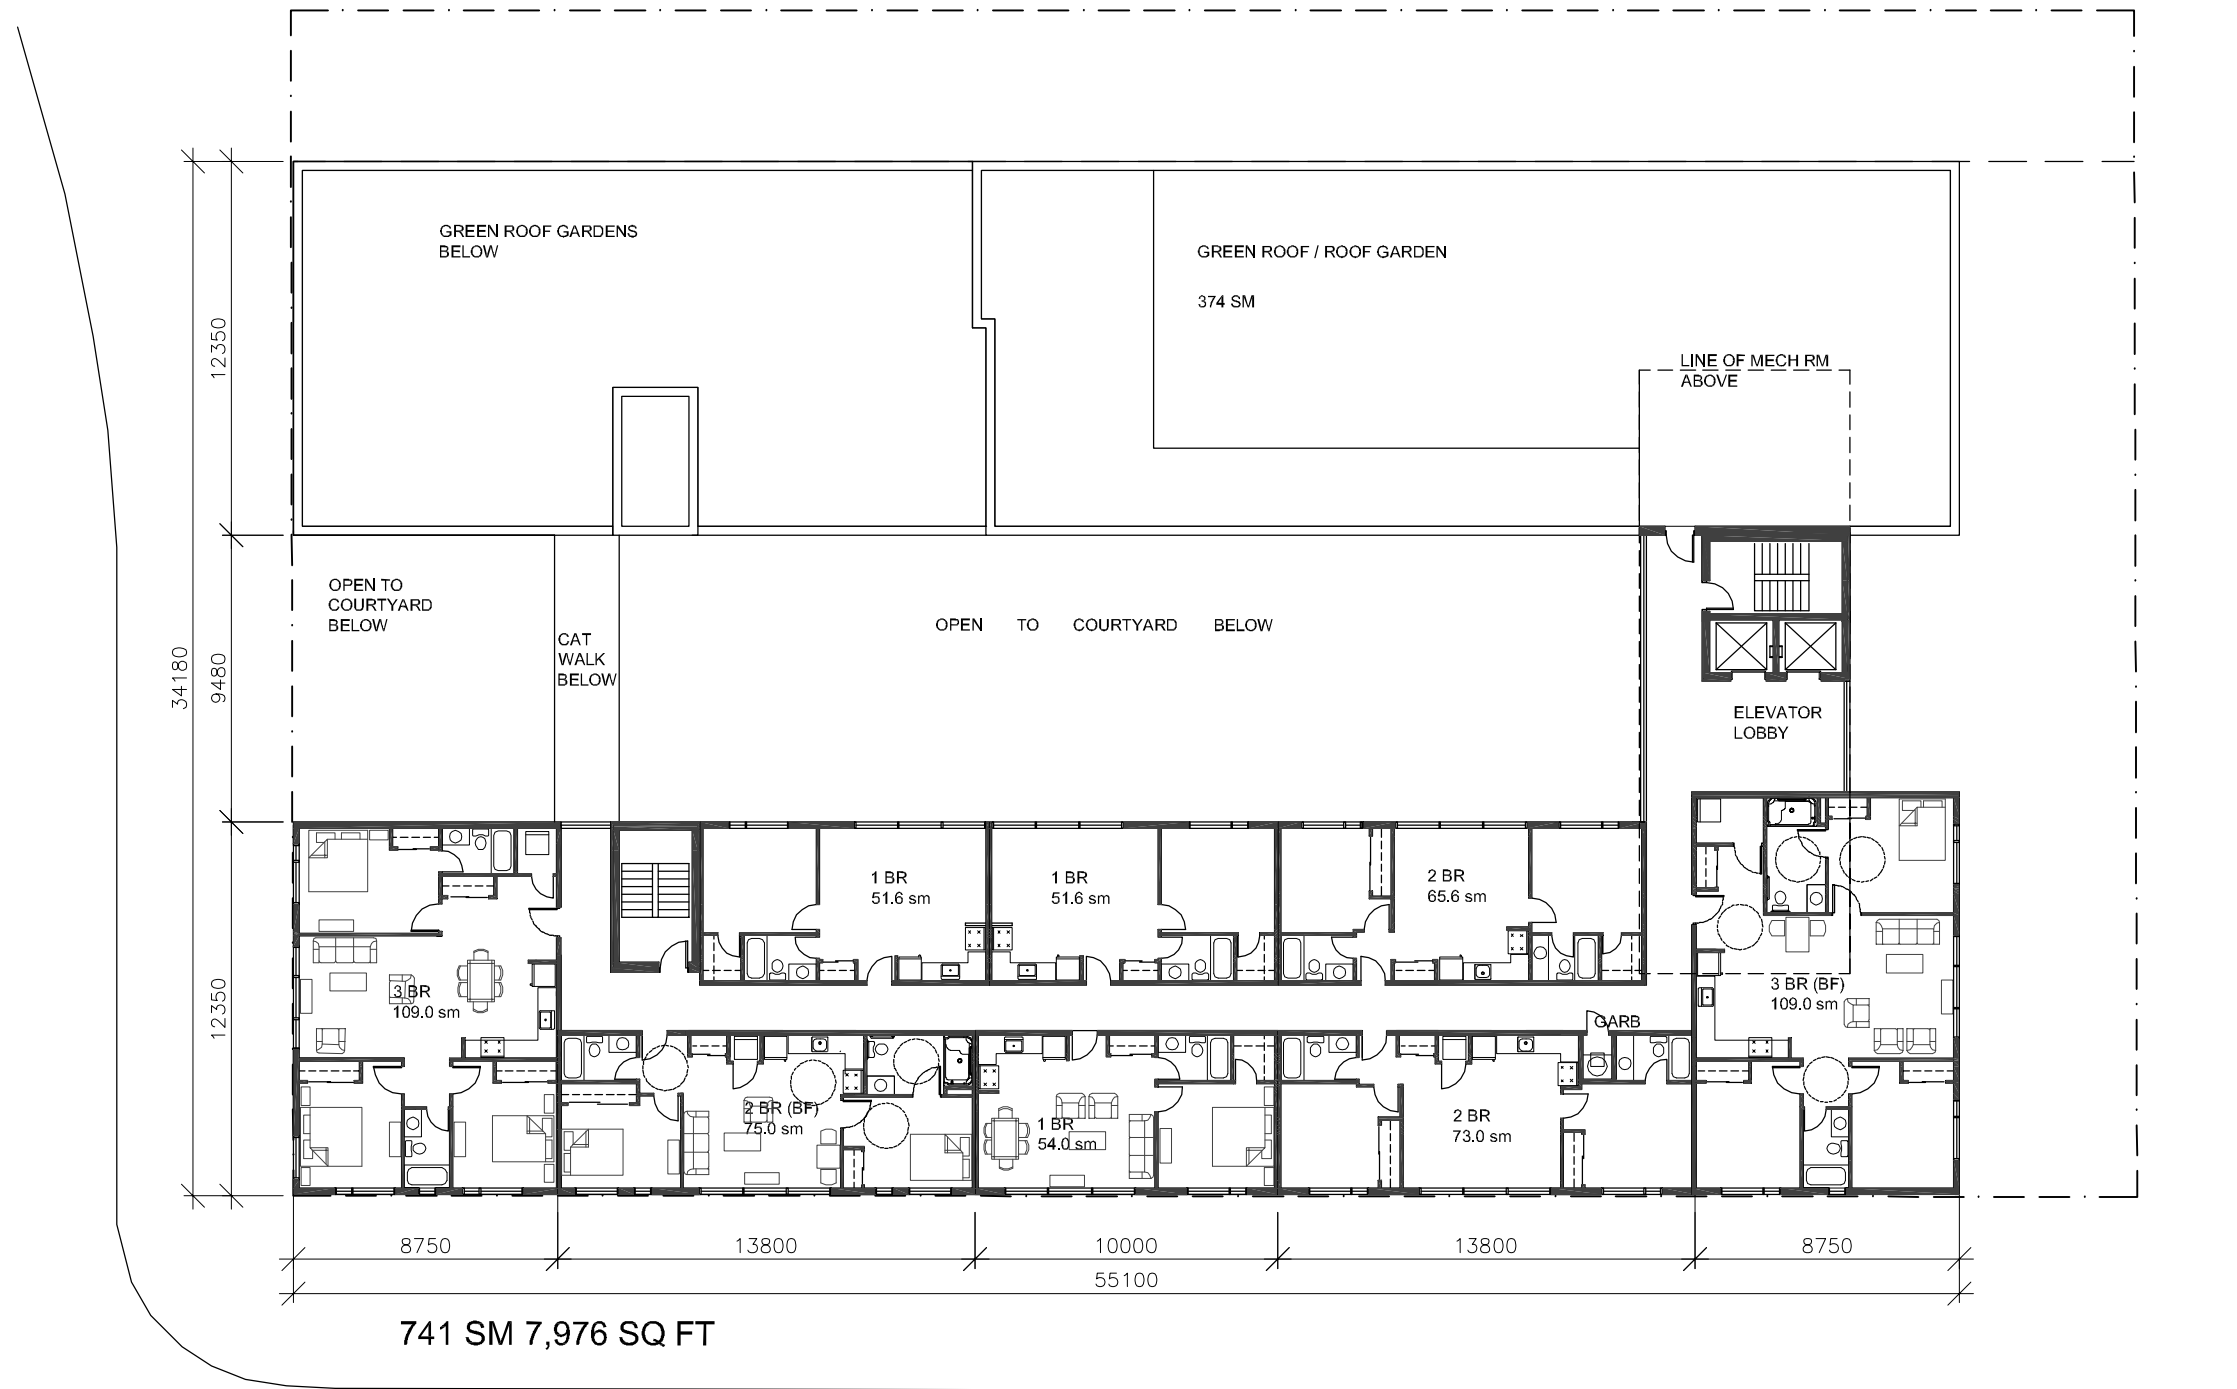 GREEN ROOF GARDENS
BELOW
GREEN ROOF / ROOF GARDEN
374 SM
LINE OF MECH RM
ABOVE
12350
OPEN TO
COURTYARD
BELOW
CAT
WALK
BELOW
OPEN TO COURTYARD BELOW
34180
9480
ELEVATOR
LOBBY
1 BR
51.6 sm
1 BR
51.6 sm
2 BR
65.6 sm
3 BR
109.0 sm
3 BR (BF)
109.0 sm
12350
GARB
2 BR (BF)
75.0 sm
1 BR
54.0 sm
2 BR
73.0 sm
8750
13800
10000
13800
8750
55100
741 SM 7,976 SQ FT